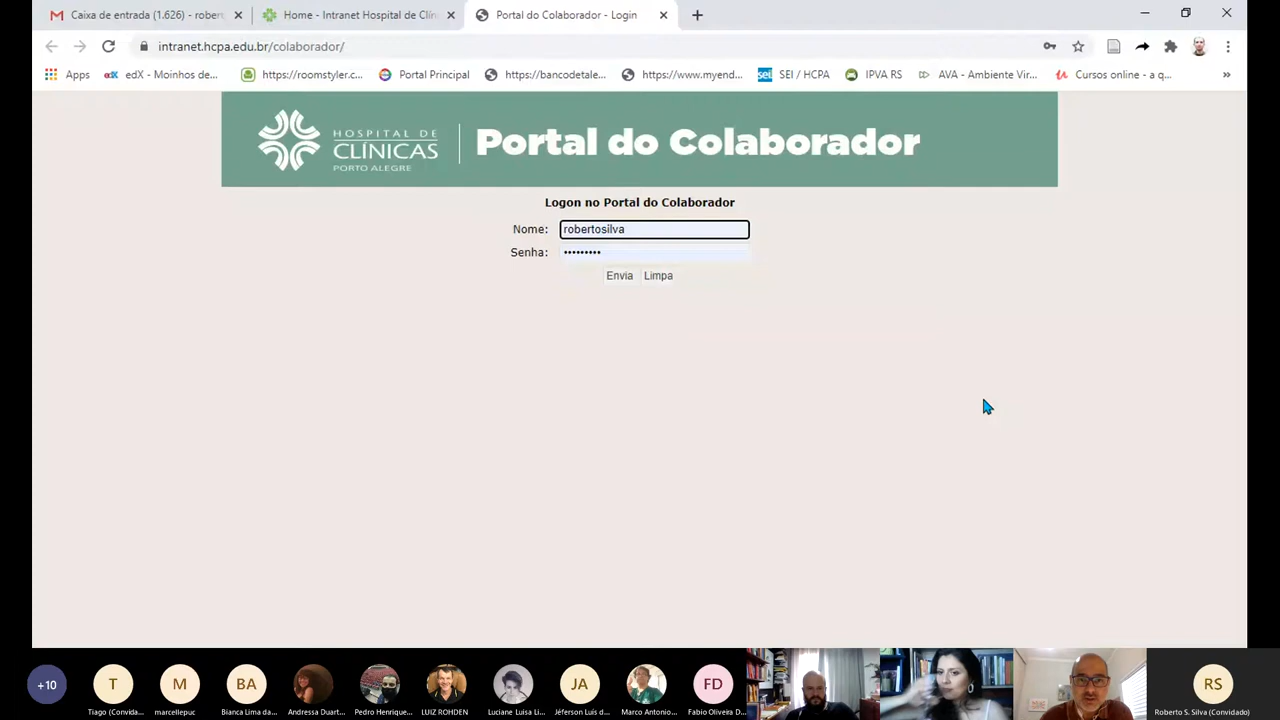 Caixa de entrada (1.626) - robert
Home - Intranet Hospital de Clíni
Portal do Colaborador - Login
intranet.hcpa.edu.br/colaborador/
Apps
edX - Moinhos de...
https://roomstyler.c...
Portal Principal
https://bancodetale...
https://www.myend...
sei! SEI / HCPA
IPVA RS
AVA - Ambiente Vir...
Cursos online - a q...
»
HOSPITAL DE
CLÍNICAS
PORTO ALEGRE
Portal do Colaborador
Logon no Portal do Colaborador
Nome: robertosilva
Senha: •••••••••
Envia Limpa
+10
T
M
BA
JA
FD
RS
Tiago (Convida...
marcellepuc
Bianca Lima da...
Andressa Duart...
Pedro Henrique...
LUIZ ROHDEN
Luciane Luisa Li...
Jéferson Luís d...
Marco Antonio...
Fabio Oliveira D...
Roberto S. Silva (Convidado)